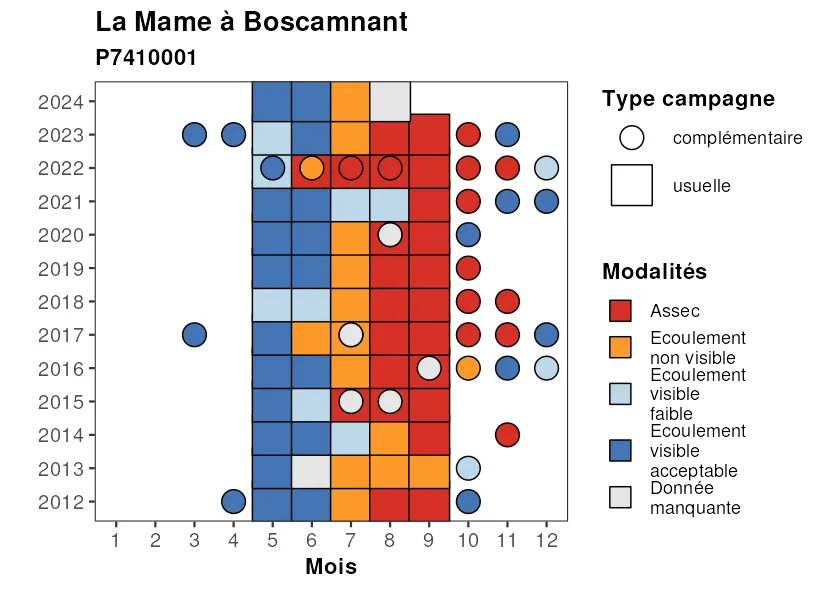 La Mame à Boscamnant
P7410001
2024
2023
2022
2021
2020
2019
2018
2017
2016
2015
2014
2013
2012
1 2 3 4 5 6 7 8 9 10 11 12
Mois
Type campagne
complémentaire
usuelle
Modalités
Assec
Ecoulement
non visible
Ecoulement
visible
faible
Ecoulement
visible
acceptable
Donnée
manquante